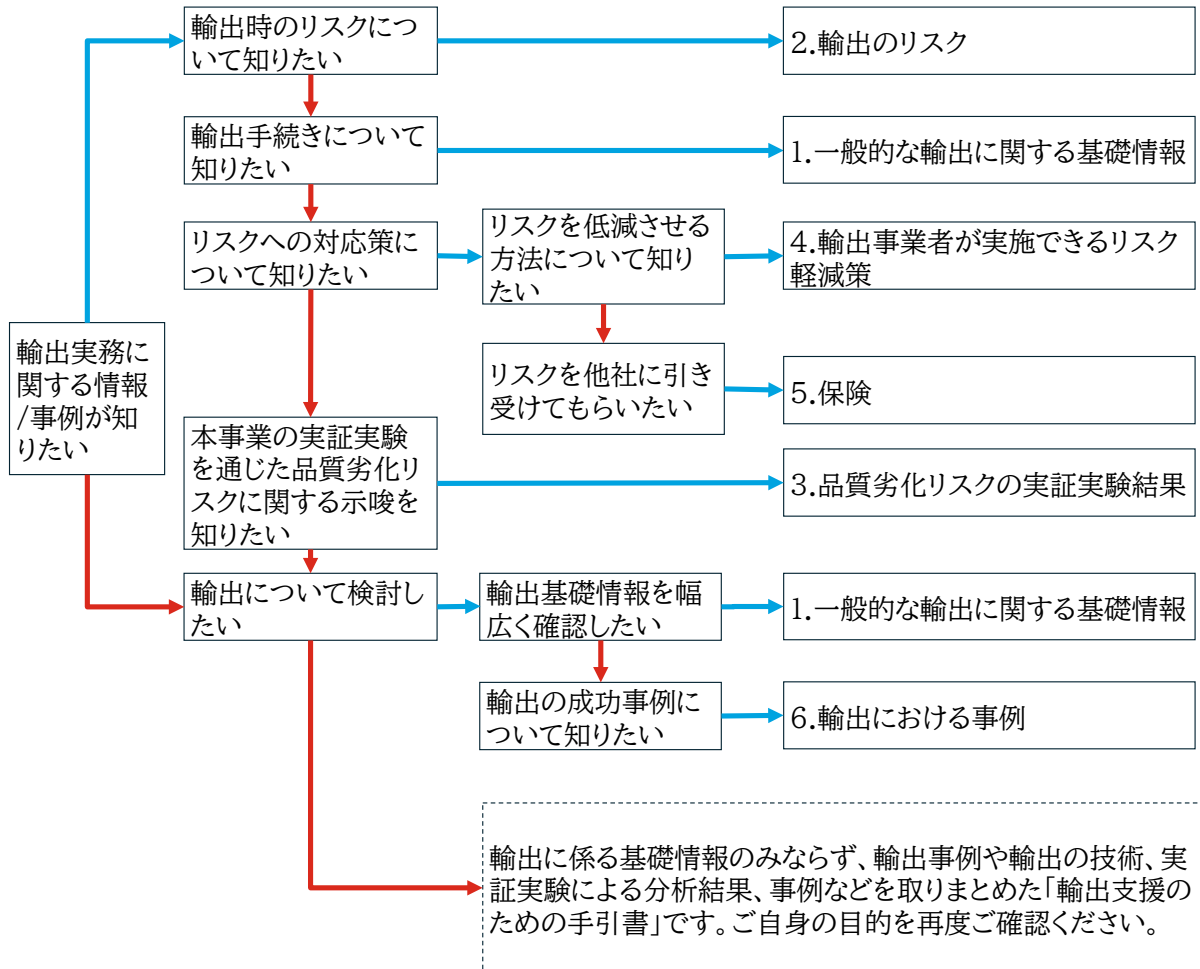 輸出時のリスクにつ
いて知りたい
2.輸出のリスク
輸出手続きについて
知りたい
1.一般的な輸出に関する基礎情報
リスクへの対応策に
ついて知りたい
リスクを低減させる
方法について知り
たい
4.輸出事業者が実施できるリスク
軽減策
輸出実務に
関する情報
/事例が知
りたい
リスクを他社に引き
受けてもらいたい
5.保険
本事業の実証実験
を通じた品質劣化リ
スクに関する示唆を
知りたい
3.品質劣化リスクの実証実験結果
輸出について検討し
たい
輸出基礎情報を幅
広く確認したい
1.一般的な輸出に関する基礎情報
輸出の成功事例に
ついて知りたい
6.輸出における事例
輸出に係る基礎情報のみならず、輸出事例や輸出の技術、実
証実験による分析結果、事例などを取りまとめた「輸出支援の
ための手引書」です。ご自身の目的を再度ご確認ください。